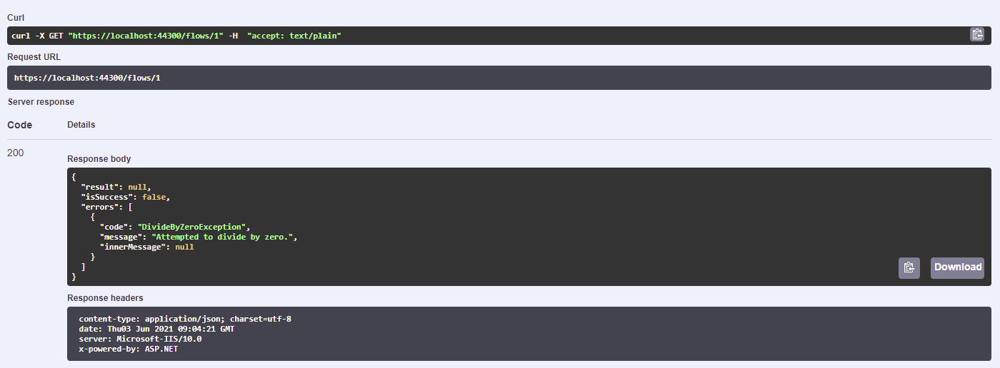 Curl
curl -X GET "https://localhost:44300/flows/1" -H  "accept: text/plain"
Request URL
https://localhost:44300/flows/1
Server response
Code Details
200
Response body
{
  "result": null,
  "isSuccess": false,
  "errors": [
    {
      "code": "DivideByZeroException",
      "message": "Attempted to divide by zero.",
      "innerMessage": null
    }
  ]
}
Download
Response headers
content-type: application/json; charset=utf-8
date: Thu03 Jun 2021 09:04:21 GMT
server: Microsoft-IIS/10.0
x-powered-by: ASP.NET